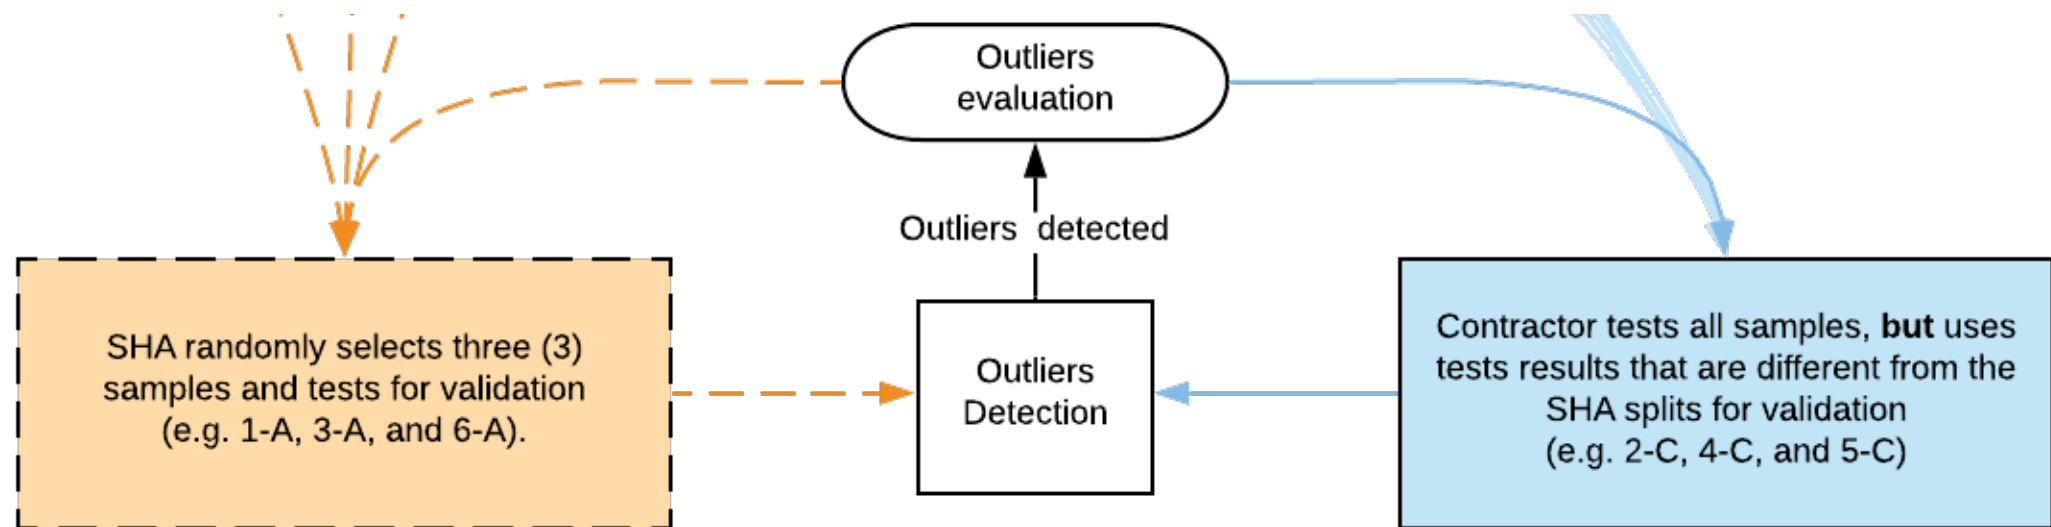 Outliers
evaluation
Outliers detected
SHA randomly selects three (3)
samples and tests for validation
(e.g. 1-A, 3-A, and 6-A).
Outliers
Detection
Contractor tests all samples, but uses
tests results that are different from the
SHA splits for validation
(e.g. 2-C, 4-C, and 5-C)